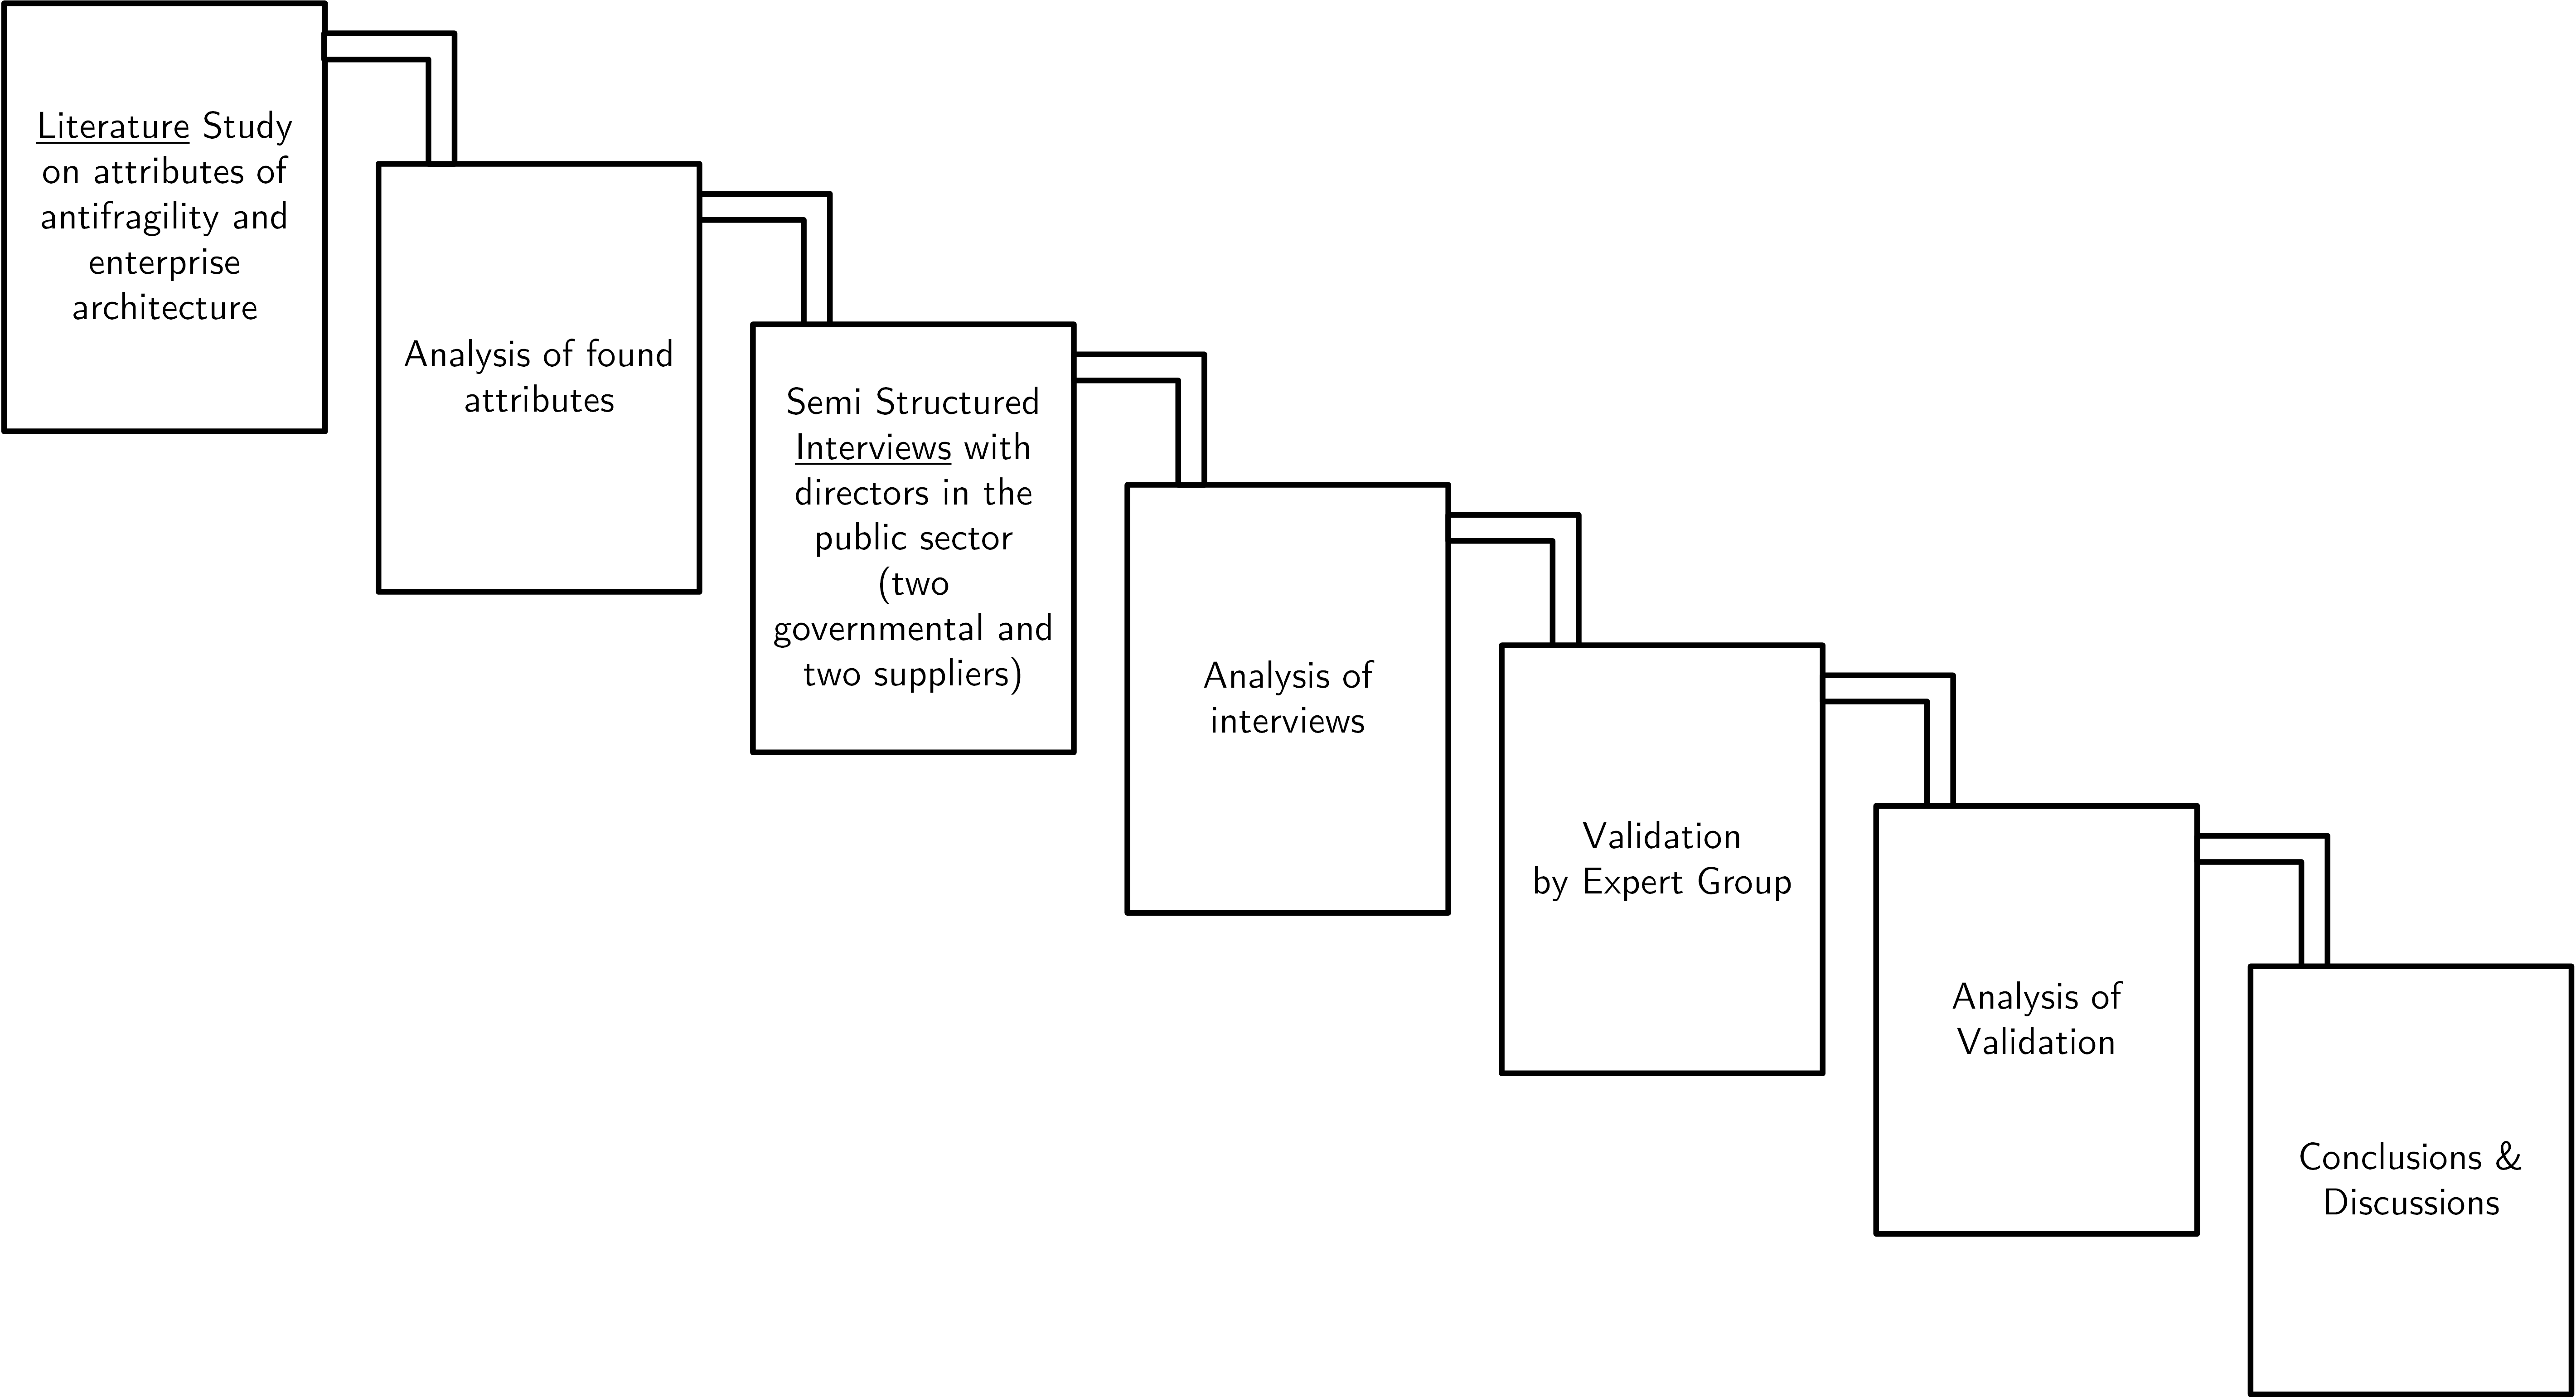 Literature Study
on attributes of
antifragility and
enterprise
architecture
Analysis of found
attributes
Semi Structured
Interviews with
directors in the
public sector
(two
governmental and
two suppliers)
Analysis of
interviews
Validation
by Expert Group
Analysis of
Validation
Conclusions &
Discussions